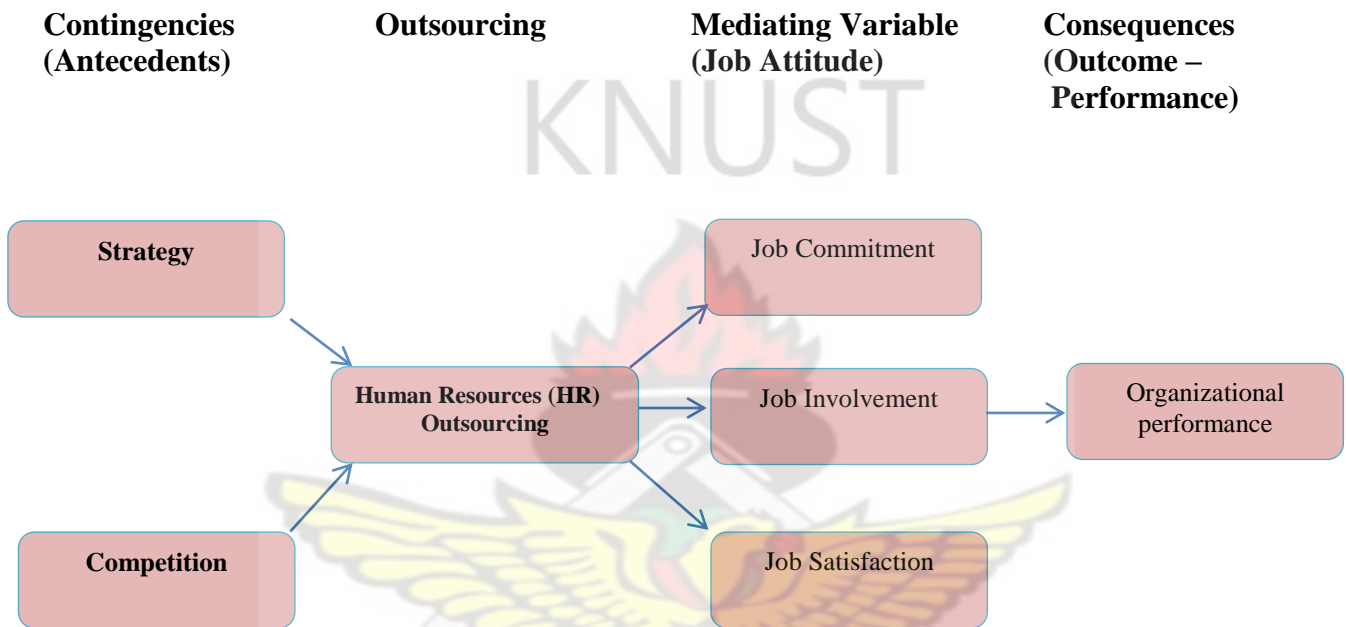 Contingencies
(Antecedents)
Outsourcing
Mediating Variable
(Job Attitude)
Consequences
(Outcome –
Performance)
KNUST
Strategy
Job Commitment
Human Resources (HR)
Outsourcing
Job Involvement
Organizational
performance
Competition
Job Satisfaction